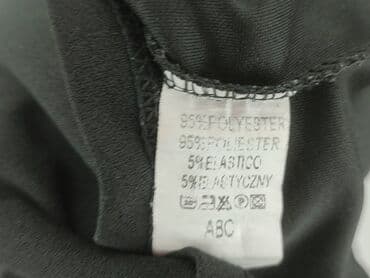 95% POLYESTER
95% POLIESTER
5% ELASTICO
5% ELASTYCZNY
ABC